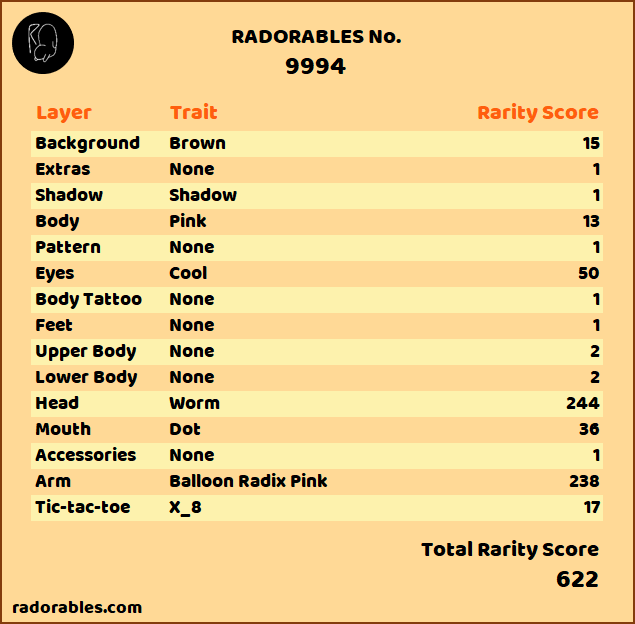 RADORABLES No.
9994
Layer Trait Rarity Score
Background Brown 15
Extras None 1
Shadow Shadow 1
Body Pink 13
Pattern None 1
Eyes Cool 50
Body Tattoo None 1
Feet None 1
Upper Body None 2
Lower Body None 2
Head Worm 244
Mouth Dot 36
Accessories None 1
Arm Balloon Radix Pink 238
Tic-tac-toe X_8 17
Total Rarity Score
622
radorables.com